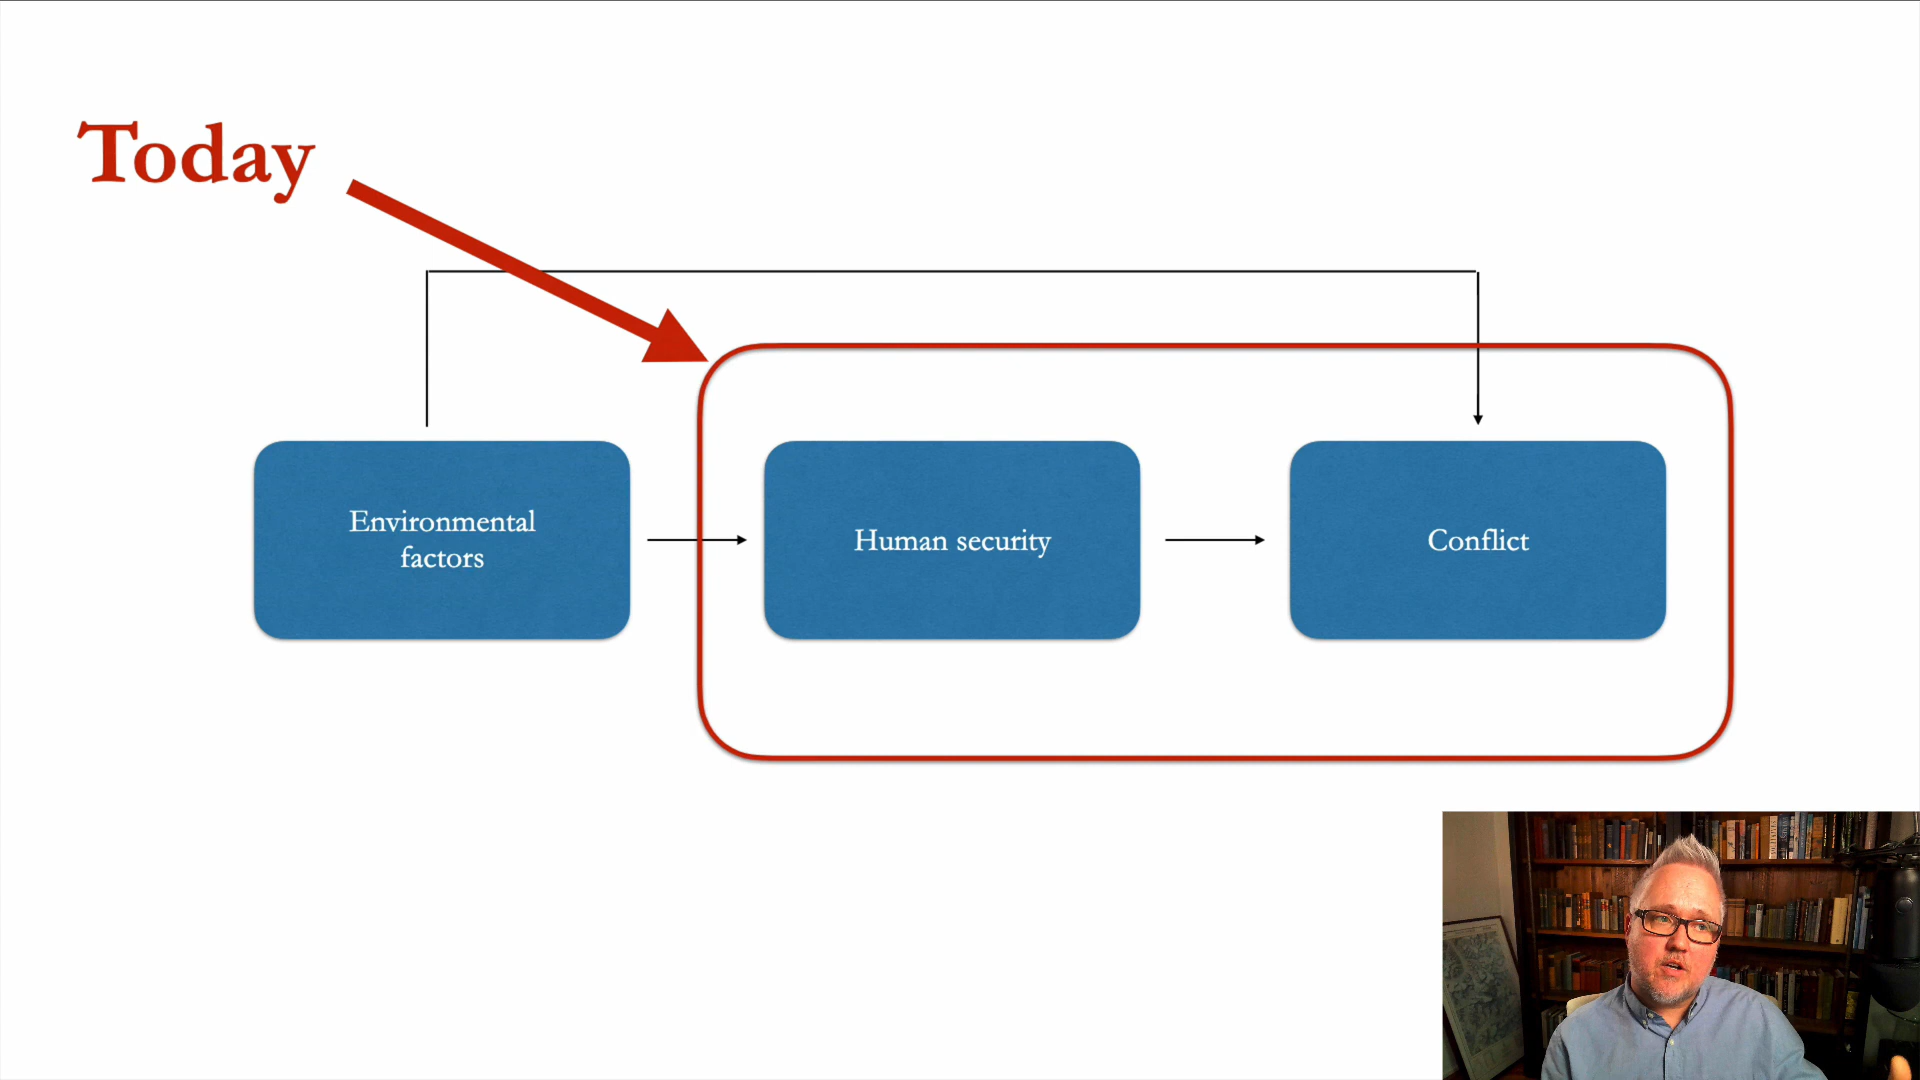 Today
Environmental
factors
Human security
Conflict